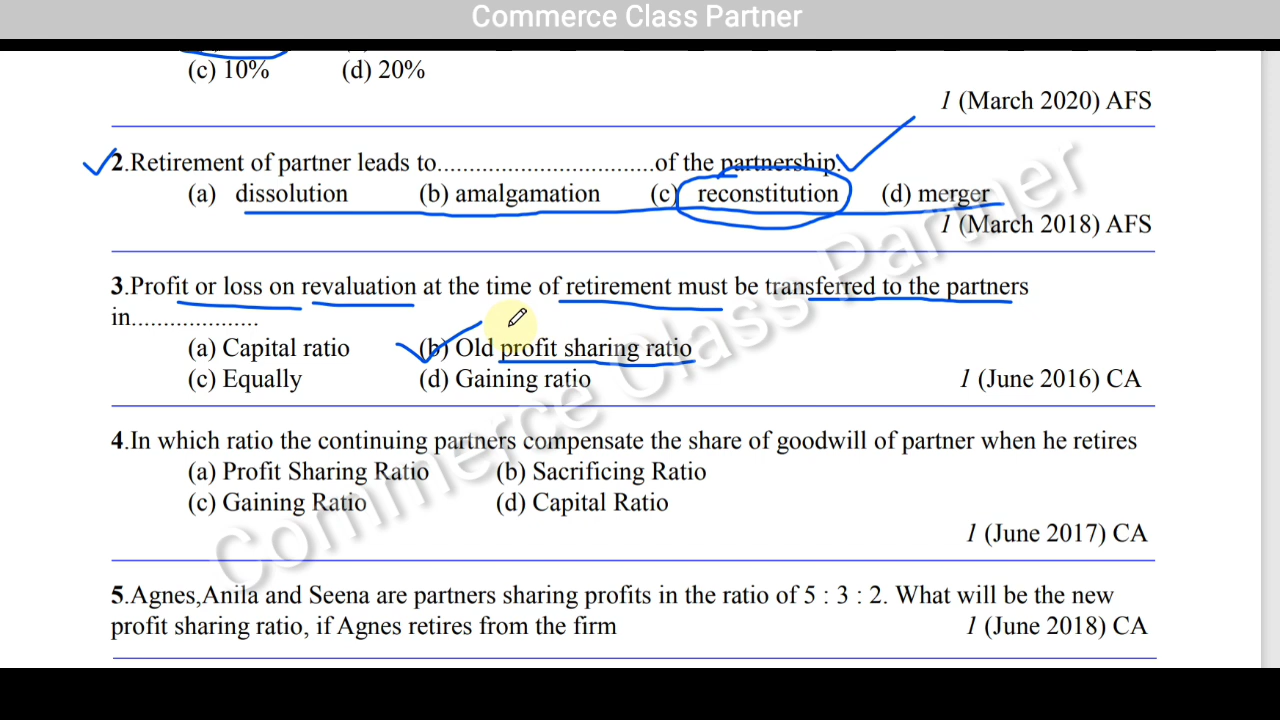 Commerce Class Partner
(c) 10% (d) 20%
1 (March 2020) AFS
2.Retirement of partner leads to.................................of the partnership.
(a) dissolution (b) amalgamation (c) reconstitution (d) merger
1 (March 2018) AFS
3.Profit or loss on revaluation at the time of retirement must be transferred to the partners
in....................
(a) Capital ratio (b) Old profit sharing ratio
(c) Equally (d) Gaining ratio 1 (June 2016) CA
4.In which ratio the continuing partners compensate the share of goodwill of partner when he retires
(a) Profit Sharing Ratio (b) Sacrificing Ratio
(c) Gaining Ratio (d) Capital Ratio
1 (June 2017) CA
5.Agnes,Anila and Seena are partners sharing profits in the ratio of 5 : 3 : 2. What will be the new
profit sharing ratio, if Agnes retires from the firm 1 (June 2018) CA
Commerce Class Partner